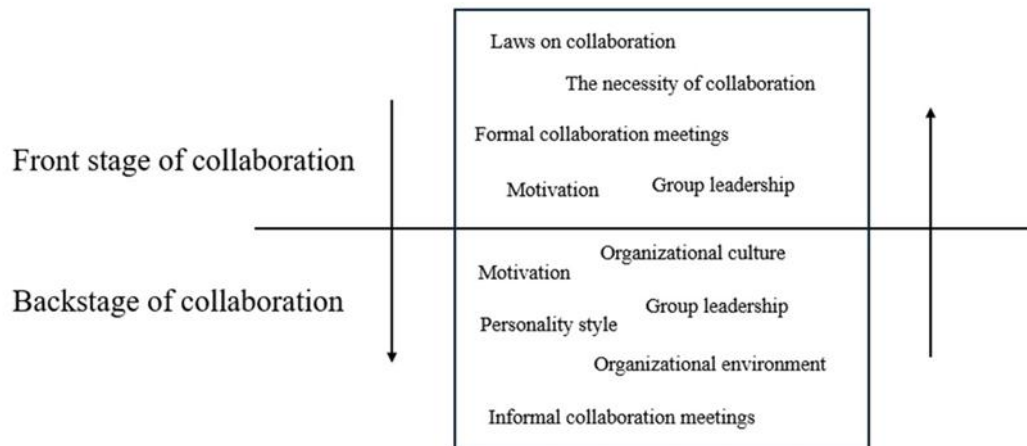 Laws on collaboration
The necessity of collaboration
Formal collaboration meetings
Front stage of collaboration
Motivation
Group leadership
Organizational culture
Motivation
Backstage of collaboration
Group leadership
Personality style
Organizational environment
Informal collaboration meetings